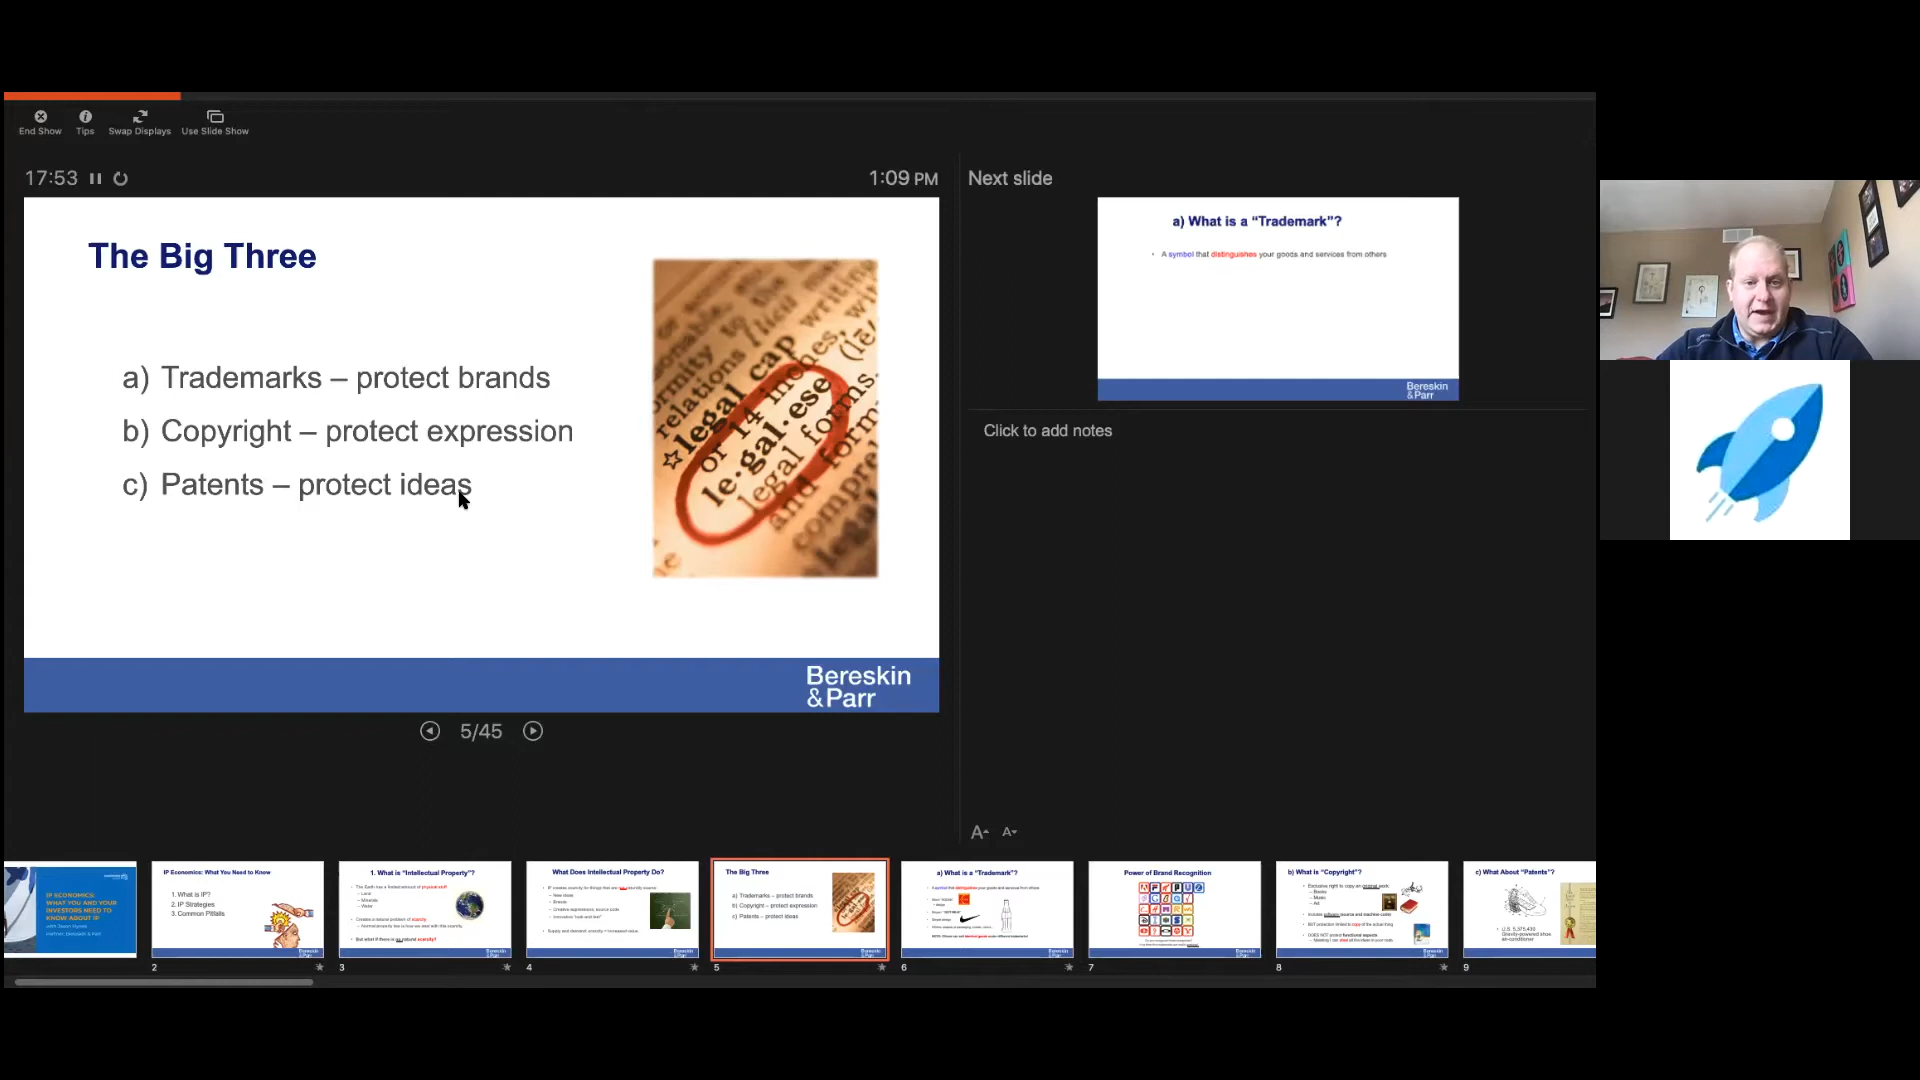 End Show
Tips
Swap Displays
Use Slide Show
17:53
1:09 PM
The Big Three
a) Trademarks – protect brands
b) Copyright – protect expression
c) Patents – protect ideas
le·gal·ese
Bereskin
&Parr
5/45
Next slide
a) What is a “Trademark”?
• A symbol that distinguishes your goods and services from others
Bereskin
&Parr
Click to add notes
IP ECONOMICS:
WHAT YOU AND YOUR
INVESTORS NEED TO
KNOW ABOUT IP
IP Economics: What You Need to Know
1. What is IP?
2. IP Strategies
3. Common Pitfalls
2
1. What is “Intellectual Property”?
3
What Does Intellectual Property Do?
4
The Big Three
a) Trademarks – protect brands
b) Copyright – protect expression
c) Patents – protect ideas
5
a) What is a “Trademark”?
6
Power of Brand Recognition
7
b) What is “Copyright”?
8
c) What About “Patents”?
9